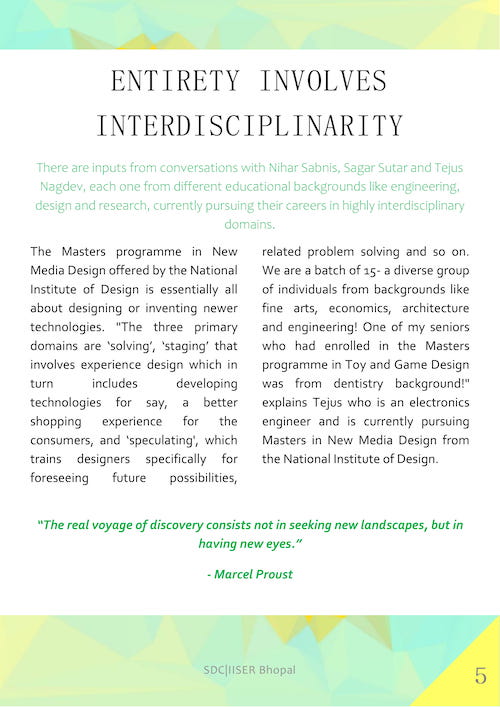 ENTIRETY INVOLVES
INTERDISCIPLINARITY
There are inputs from conversations with Nihar Sabnis, Sagar Sutar and Tejus
Nagdev, each one from different educational backgrounds like engineering,
design and research, currently pursuing their careers in highly interdisciplinary
domains.
The Masters programme in New
Media Design offered by the National
Institute of Design is essentially all
about designing or inventing newer
technologies. "The three primary
domains are ‘solving’, ‘staging’ that
involves experience design which in
turn includes developing
technologies for say, a better
shopping experience for the
consumers, and ‘speculating', which
trains designers specifically for
foreseeing future possibilities,
related problem solving and so on.
We are a batch of 15- a diverse group
of individuals from backgrounds like
fine arts, economics, architecture
and engineering! One of my seniors
who had enrolled in the Masters
programme in Toy and Game Design
was from dentistry background!"
explains Tejus who is an electronics
engineer and is currently pursuing
Masters in New Media Design from
the National Institute of Design.
“The real voyage of discovery consists not in seeking new landscapes, but in
having new eyes.”
- Marcel Proust
SDC|IISER Bhopal
5